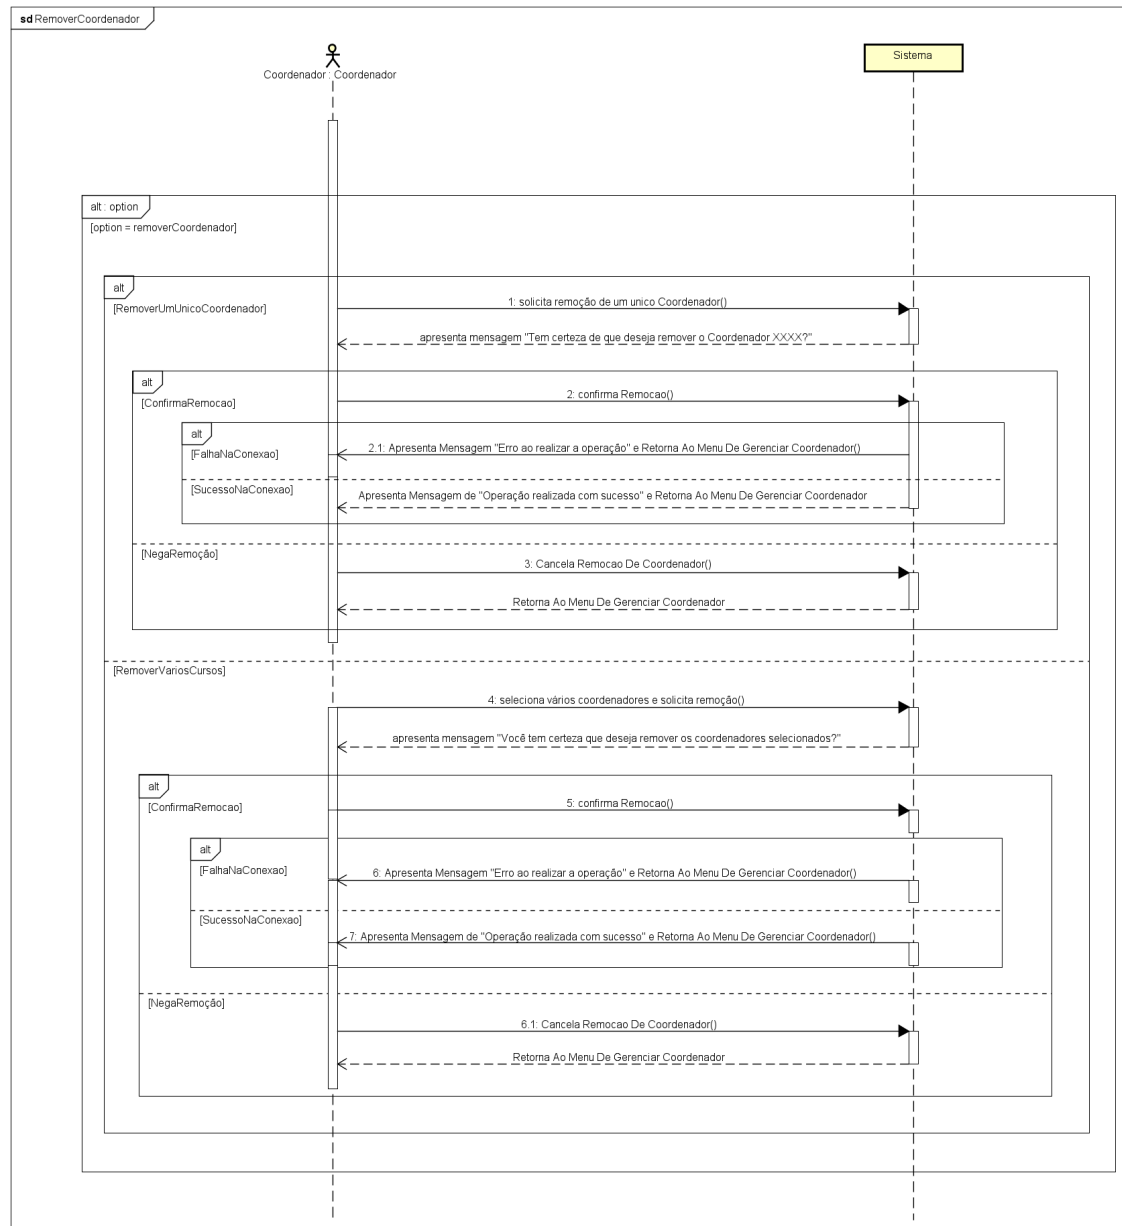 sd RemoverCoordenador
Coordenador : Coordenador
Sistema
alt : option
[option = removerCoordenador]
alt
[RemoverUmUnicoCoordenador]
1: solicita remoção de um unico Coordenador()
apresenta mensagem "Tem certeza de que deseja remover o Coordenador XXXX?"
alt
[ConfirmaRemocao]
2: confirma Remocao()
alt
[FalhaNaConexao]
2.1: Apresenta Mensagem "Erro ao realizar a operação" e Retorna Ao Menu De Gerenciar Coordenador()
[SucessoNaConexao]
Apresenta Mensagem de "Operação realizada com sucesso" e Retorna Ao Menu De Gerenciar Coordenador
[NegaRemoção]
3: Cancela Remocao De Coordenador()
Retorna Ao Menu De Gerenciar Coordenador
[RemoverVariosCursos]
4: seleciona vários coordenadores e solicita remoção()
apresenta mensagem "Você tem certeza que deseja remover os coordenadores selecionados?"
alt
[ConfirmaRemocao]
5: confirma Remocao()
alt
[FalhaNaConexao]
6: Apresenta Mensagem "Erro ao realizar a operação" e Retorna Ao Menu De Gerenciar Coordenador()
[SucessoNaConexao]
7: Apresenta Mensagem de "Operação realizada com sucesso" e Retorna Ao Menu De Gerenciar Coordenador()
[NegaRemoção]
6.1: Cancela Remocao De Coordenador()
Retorna Ao Menu De Gerenciar Coordenador